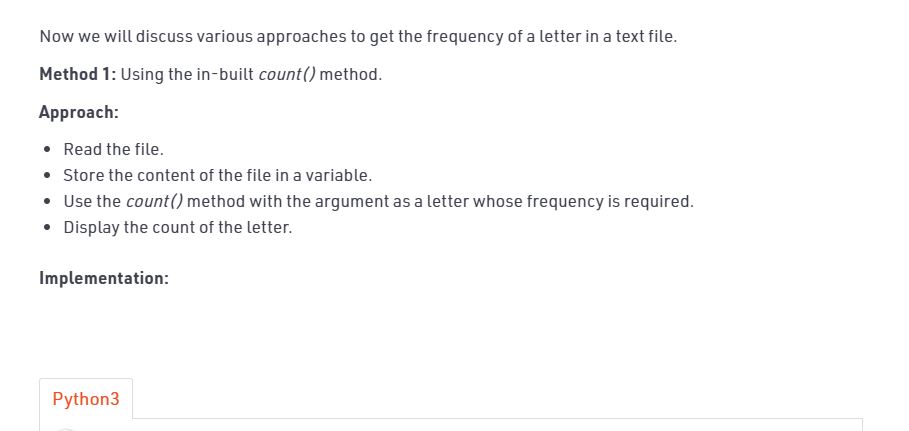 Now we will discuss various approaches to get the frequency of a letter in a text file.
Method 1: Using the in-built count() method.
Approach:
• Read the file.
• Store the content of the file in a variable.
• Use the count() method with the argument as a letter whose frequency is required.
• Display the count of the letter.
Implementation:
Python3